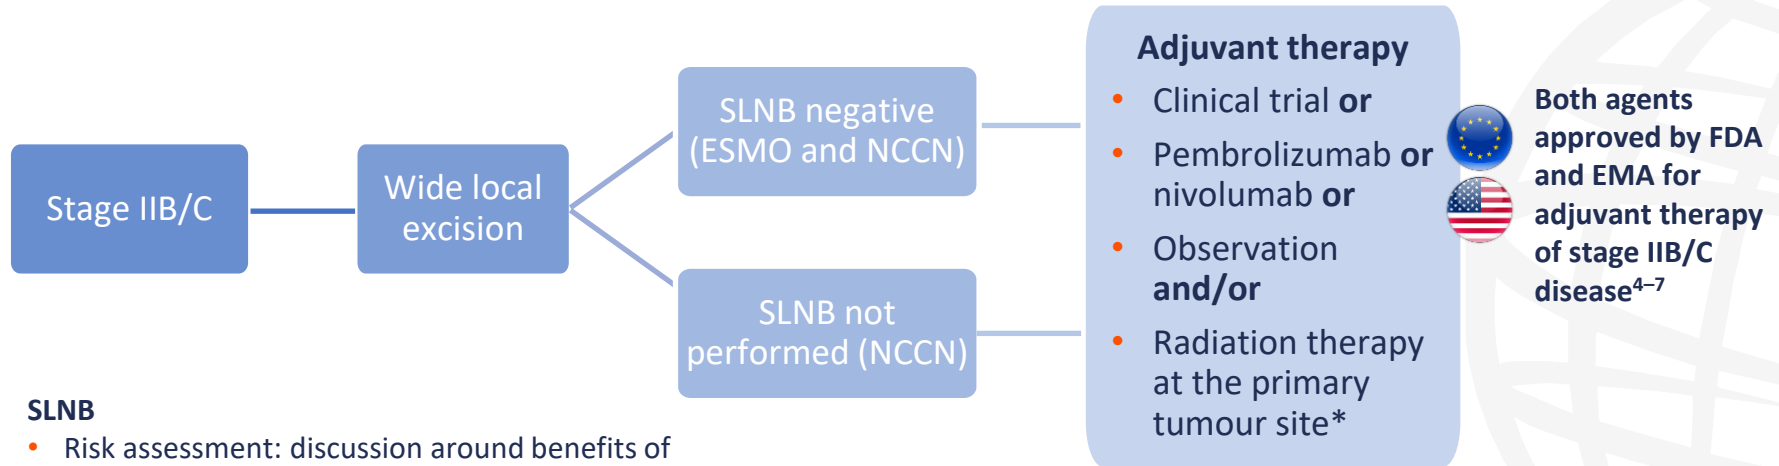 Stage IIB/C
Wide local
excision
SLNB negative
(ESMO and NCCN)
SLNB not
performed (NCCN)
Adjuvant therapy
• Clinical trial or
• Pembrolizumab or
nivolumab or
• Observation
and/or
• Radiation therapy
at the primary
tumour site*
Both agents
approved by FDA
and EMA for
adjuvant therapy
of stage IIB/C
disease⁴⁻⁷
SLNB
• Risk assessment: discussion around benefits of